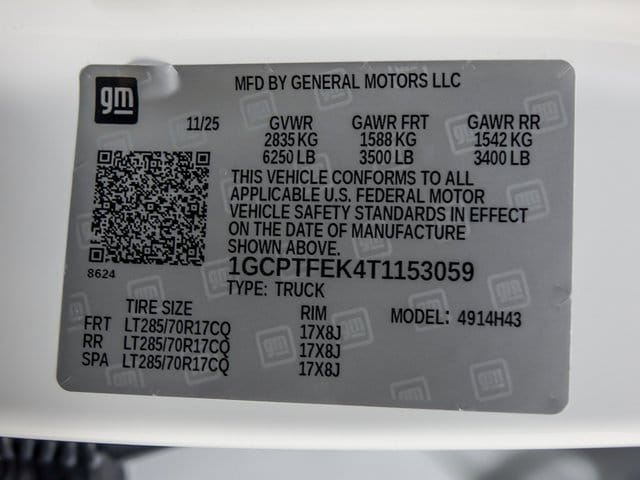 gm
MFD BY GENERAL MOTORS LLC
11/25 GVWR GAWR FRT GAWR RR
2835 KG 1588 KG 1542 KG
6250 LB 3500 LB 3400 LB
THIS VEHICLE CONFORMS TO ALL
APPLICABLE U.S. FEDERAL MOTOR
VEHICLE SAFETY STANDARDS IN EFFECT
ON THE DATE OF MANUFACTURE
SHOWN ABOVE.
8624
1GCPTFEK4T1153059
TYPE: TRUCK
TIRE SIZE RIM MODEL: 4914H43
FRT LT285/70R17CQ 17X8J
RR LT285/70R17CQ 17X8J
SPA LT285/70R17CQ 17X8J